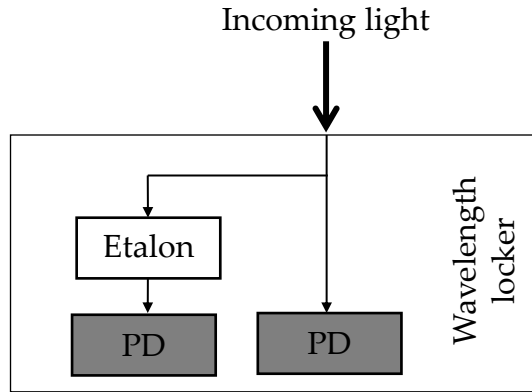 Incoming light
Etalon
PD
PD
Wavelength
locker